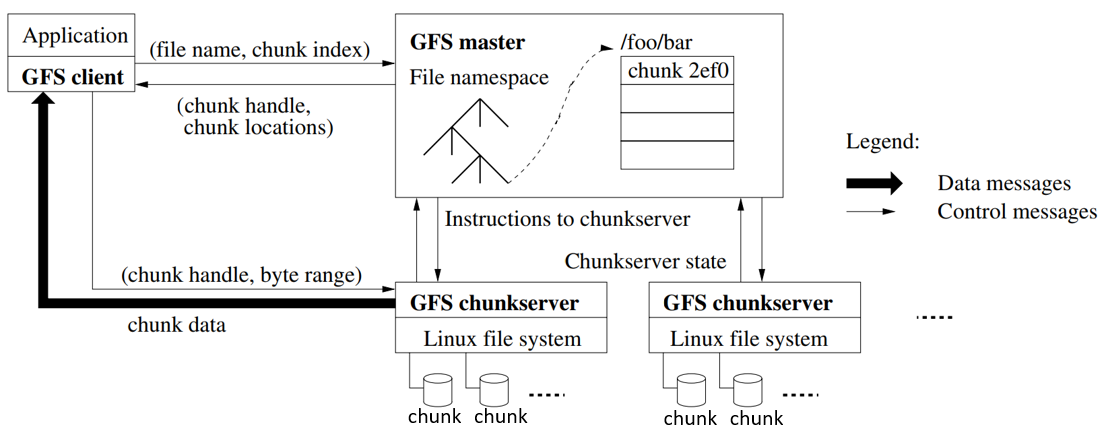 Application
GFS client
(file name, chunk index)
(chunk handle,
chunk locations)
GFS master
File namespace
/foo/bar
chunk 2ef0
Legend:
Data messages
Control messages
Instructions to chunkserver
Chunkserver state
(chunk handle, byte range)
chunk data
GFS chunkserver
Linux file system
GFS chunkserver
Linux file system
chunk
chunk
chunk
chunk